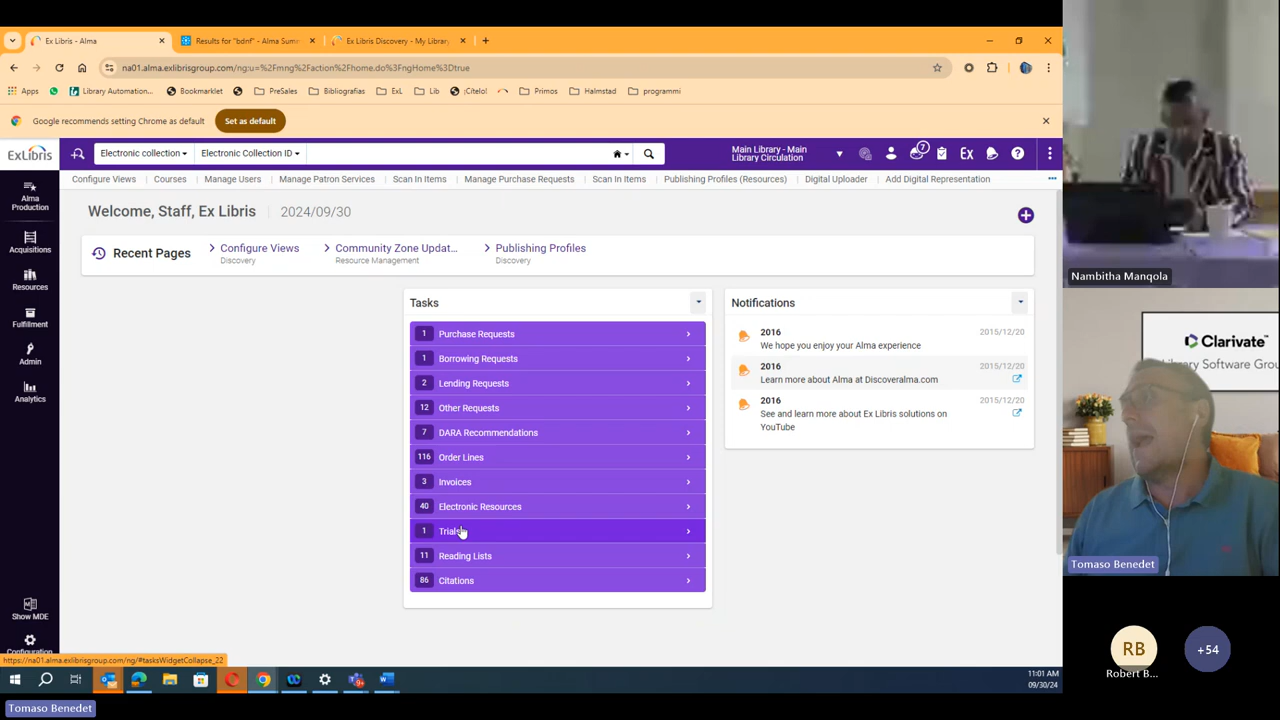 Ex Libris - Alma
Results for "bdnf" - Alma Sum
Ex Libris Discovery - My Library
na01.alma.exlibrisgroup.com/ng:u=%2Fmng%2Faction%2Fhome.do%3FngHome%3Dtrue
Apps
Library Automation...
Bookmarklet
PreSales
Bibliografias
ExL
Lib
¡Cítelo!
Primos
Halmstad
programmi
Google recommends setting Chrome as default
Set as default
ExLibris
Electronic collection
Electronic Collection ID
Main Library - Main
Library Circulation
7
Ex
Configure Views
Courses
Manage Users
Manage Patron Services
Scan In Items
Manage Purchase Requests
Scan In Items
Publishing Profiles (Resources)
Digital Uploader
Add Digital Representation
Alma
Production
Acquisitions
Resources
Fulfillment
Admin
Analytics
Show MDE
Configuration
Welcome, Staff, Ex Libris
2024/09/30
Recent Pages
Configure Views
Discovery
Community Zone Updat...
Resource Management
Publishing Profiles
Discovery
Tasks
1 Purchase Requests
1 Borrowing Requests
2 Lending Requests
12 Other Requests
7 DARA Recommendations
116 Order Lines
3 Invoices
40 Electronic Resources
1 Trials
11 Reading Lists
86 Citations
Notifications
2016 2015/12/20
We hope you enjoy your Alma experience
2016 2015/12/20
Learn more about Alma at Discoveralma.com
2016 2015/12/20
See and learn more about Ex Libris solutions on
YouTube
https://na01.alma.exlibrisgroup.com/ng/#tasksWidgetCollapse_22
11:01 AM
09/30/24
Tomaso Benedet
Nambitha Manqola
Clarivate™
Library Software Grou
Tomaso Benedet
RB
Robert B...
+54